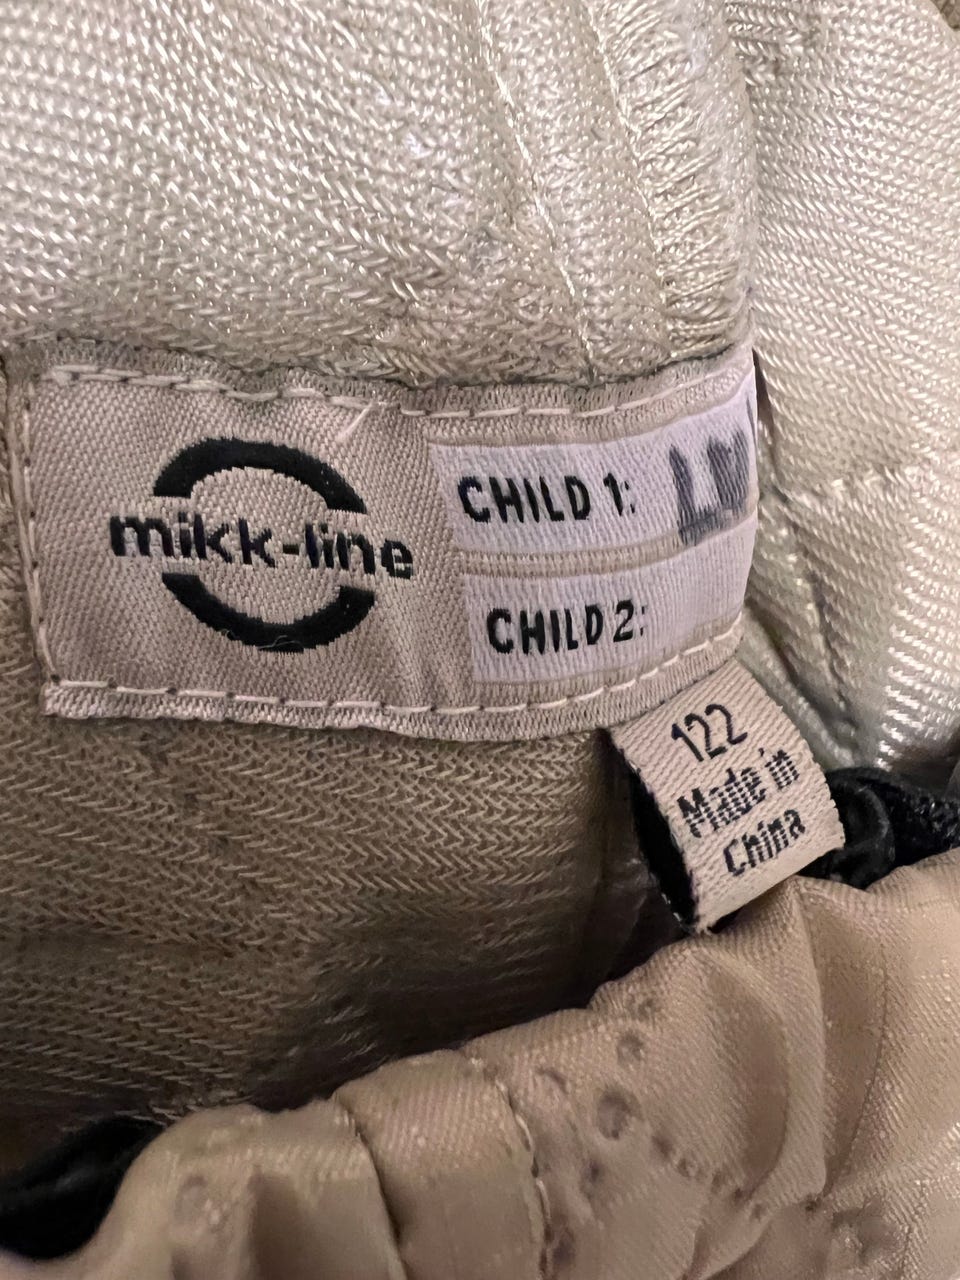 mikk-line
CHILD 1:
CHILD 2:
122
Made in
China